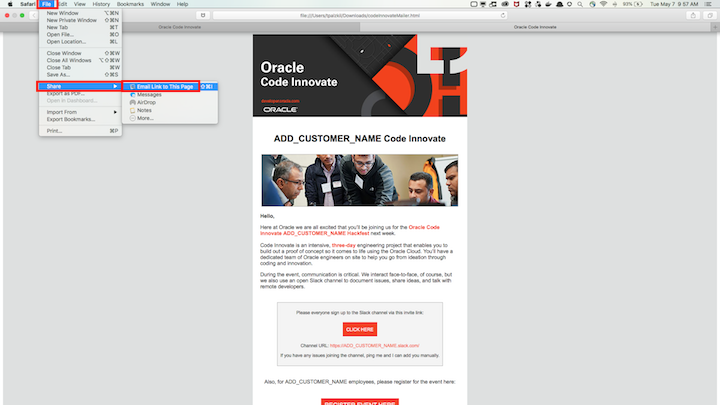 Safari File Edit View History Bookmarks Window Help
93% Tue May 7 9:57 AM
file:///Users/lpalozi/Downloads/codeInnovateMailer.html
Oracle Code Innovate
Oracle Code Innovate
New Window ⌥⌘N
New Private Window ⇧⌘N
New Tab ⌘T
Open File... ⌘O
Open Location... ⌘L
Close Window ⇧⌘W
Close All Windows ⌥⇧⌘W
Close Tab ⌘W
Save As... ⌘S
Share
Export as PDF...
Open in Dashboard...
Import From
Export Bookmarks...
Print... ⌘P
Email Link to This Page ⇧⌘I
Messages
AirDrop
Notes
More...
Oracle
Code Innovate
developer.oracle.com
ORACLE
ADD_CUSTOMER_NAME Code Innovate
Hello,
Here at Oracle we are all excited that you'll be joining us for the Oracle Code
Innovate ADD_CUSTOMER_NAME Hackfest next week.
Code Innovate is an intensive, three-day engineering project that enables you to
build out a proof of concept so it comes to life using the Oracle Cloud. You'll have a
dedicated team of Oracle engineers on site to help you go from ideation through
coding and innovation.
During the event, communication is critical. We interact face-to-face, of course, but
we also use an open Slack channel to document issues, share ideas, and talk with
remote developers.
Please everyone sign up to the Slack channel via this invite link:
CLICK HERE
Channel URL: https://ADD_CUSTOMER_NAME.slack.com/
If you have any issues joining the channel, ping me and I can add you manually.
Also, for ADD_CUSTOMER_NAME employees, please register for the event here:
REGISTER EVENT HERE